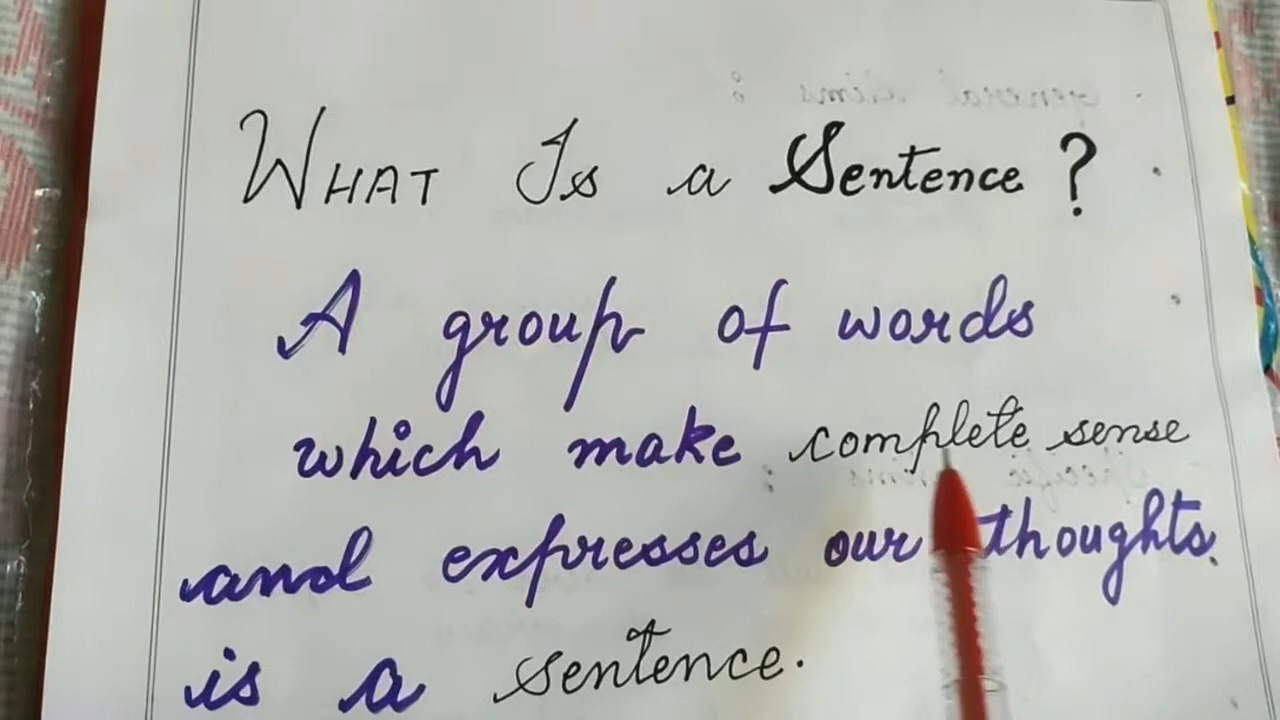 WHAT Is a Sentence ?
A group of words
which make complete sense
and expresses our thoughts.
is a sentence.